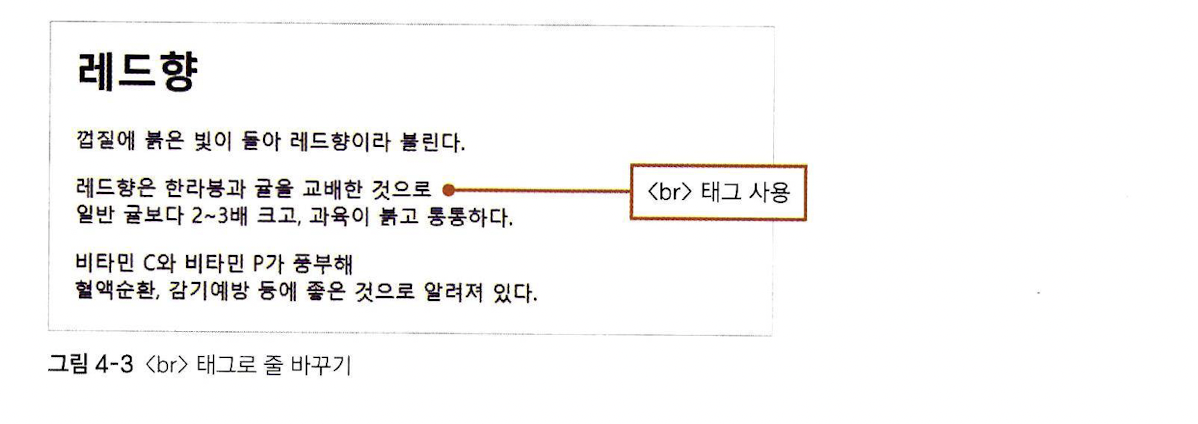 레드향
껍질에 붉은 빛이 돌아 레드향이라 불린다.
레드향은 한라봉과 귤을 교배한 것으로
<br> 태그 사용
일반 귤보다 2~3배 크고, 과육이 붉고 통통하다.
비타민 C와 비타민 P가 풍부해
혈액순환, 감기예방 등에 좋은 것으로 알려져 있다.
그림 4-3 <br> 태그로 줄 바꾸기